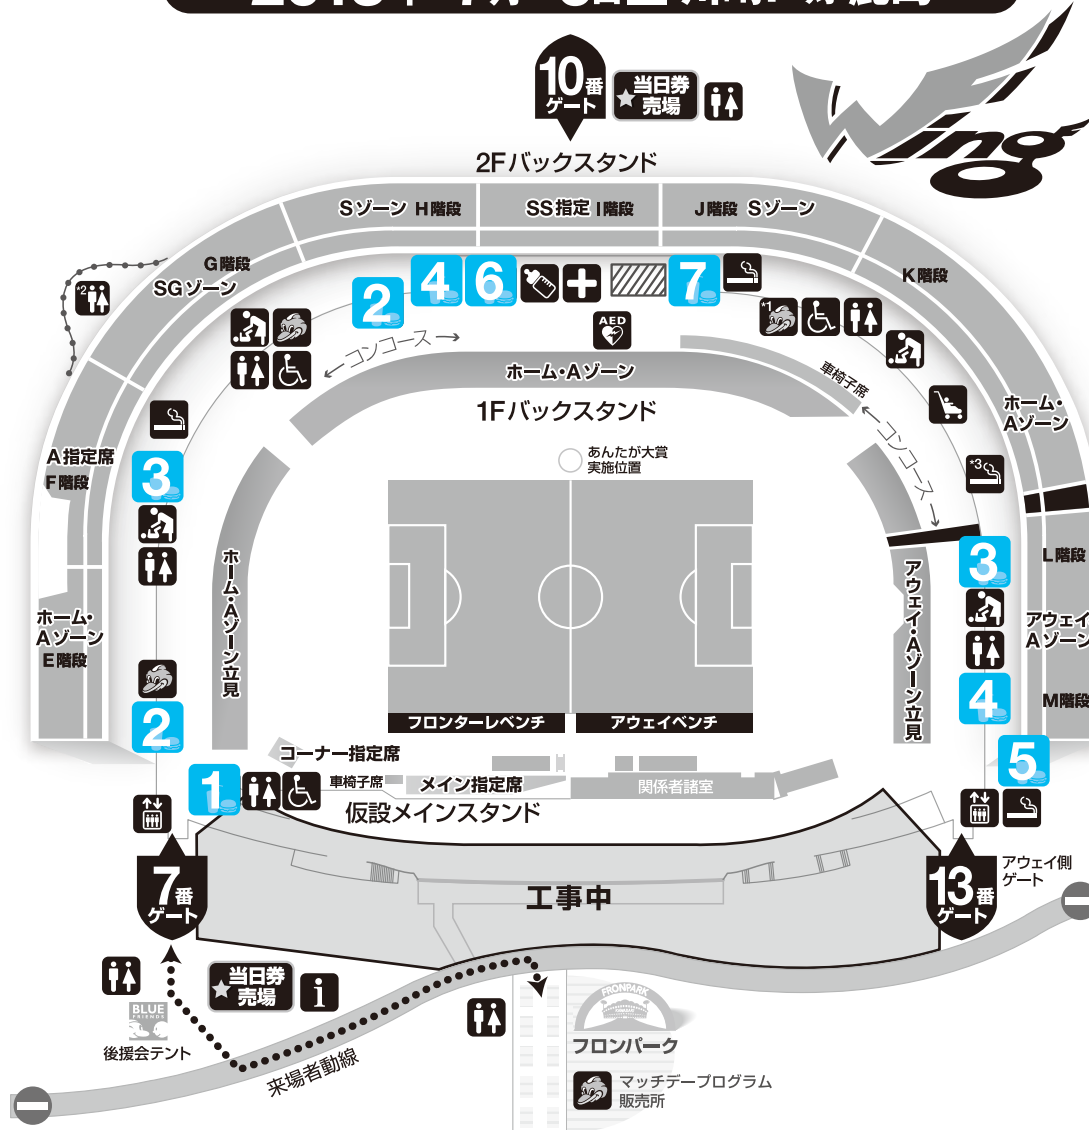 10番
ゲート
当日券
売場
Wing
2Fバックスタンド
Sゾーン H階段
SS指定 I階段
J階段 Sゾーン
G階段
SGゾーン
K階段
*2
2
4
6
7
*1
AED
コンコース
ホーム・Aゾーン
車椅子席
1Fバックスタンド
コンコース
ホーム・
Aゾーン
A指定席
F階段
3
あんたが大賞
実施位置
*3
L階段
3
ホーム・Aゾーン立見
アウェイ・Aゾーン立見
ホーム・
Aゾーン
E階段
アウェイ
Aゾーン
M階段
2
4
フロンターレベンチ
アウェイベンチ
5
コーナー指定席
1
車椅子席
メイン指定席
関係者諸室
仮設メインスタンド
7番
ゲート
工事中
13番
ゲート
アウェイ側
ゲート
当日券
売場
i
BLUE
FRIENDS
後援会テント
来場者動線
FRONPARK
フロンパーク
マッチデープログラム
販売所